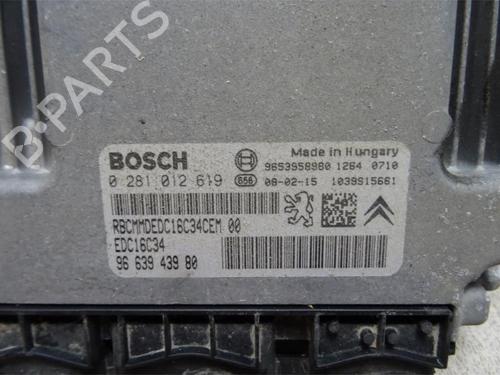 BOSCH
Made in Hungary
9653958980 1264 0710
0 281 012 619 656 08-02-15 1039S15661
RBCMMDEDC16C34CEM 00
EDC16C34
96 639 439 80
B-PARTS